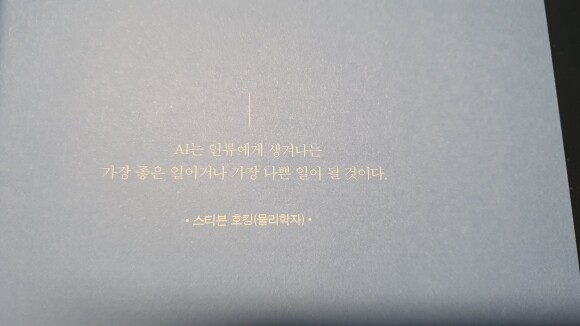 AI는 인류에게 생겨나는
가장 좋은 일이거나 가장 나쁜 일이 될 것이다.
• 스티븐 호킹(물리학자) •